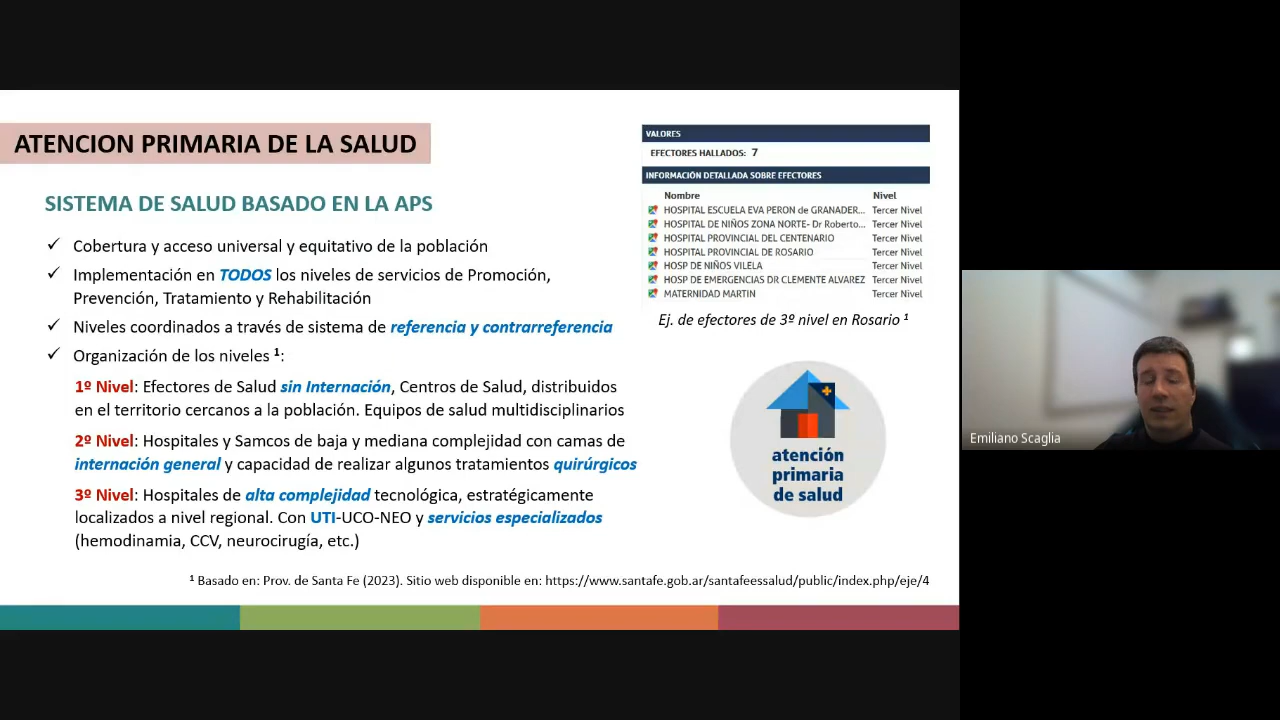 ATENCION PRIMARIA DE LA SALUD
SISTEMA DE SALUD BASADO EN LA APS
✓ Cobertura y acceso universal y equitativo de la población
✓ Implementación en TODOS los niveles de servicios de Promoción,
Prevención, Tratamiento y Rehabilitación
✓ Niveles coordinados a través de sistema de referencia y contrarreferencia
✓ Organización de los niveles ¹:
1º Nivel: Efectores de Salud sin Internación, Centros de Salud, distribuidos
en el territorio cercanos a la población. Equipos de salud multidisciplinarios
2º Nivel: Hospitales y Samcos de baja y mediana complejidad con camas de
internación general y capacidad de realizar algunos tratamientos quirúrgicos
3º Nivel: Hospitales de alta complejidad tecnológica, estratégicamente
localizados a nivel regional. Con UTI-UCO-NEO y servicios especializados
(hemodinamia, CCV, neurocirugía, etc.)
VALORES
EFECTORES HALLADOS: 7
INFORMACIÓN DETALLADA SOBRE EFECTORES
Nombre Nivel
HOSPITAL ESCUELA EVA PERON de GRANADER... Tercer Nivel
HOSPITAL DE NIÑOS ZONA NORTE- Dr Roberto... Tercer Nivel
HOSPITAL PROVINCIAL DEL CENTENARIO Tercer Nivel
HOSPITAL PROVINCIAL DE ROSARIO Tercer Nivel
HOSP DE NIÑOS VILELA Tercer Nivel
HOSP DE EMERGENCIAS DR CLEMENTE ALVAREZ Tercer Nivel
MATERNIDAD MARTIN Tercer Nivel
Ej. de efectores de 3º nivel en Rosario ¹
atención
primaria
de salud
¹ Basado en: Prov. de Santa Fe (2023). Sitio web disponible en: https://www.santafe.gob.ar/santafeessalud/public/index.php/eje/4
Emiliano Scaglia